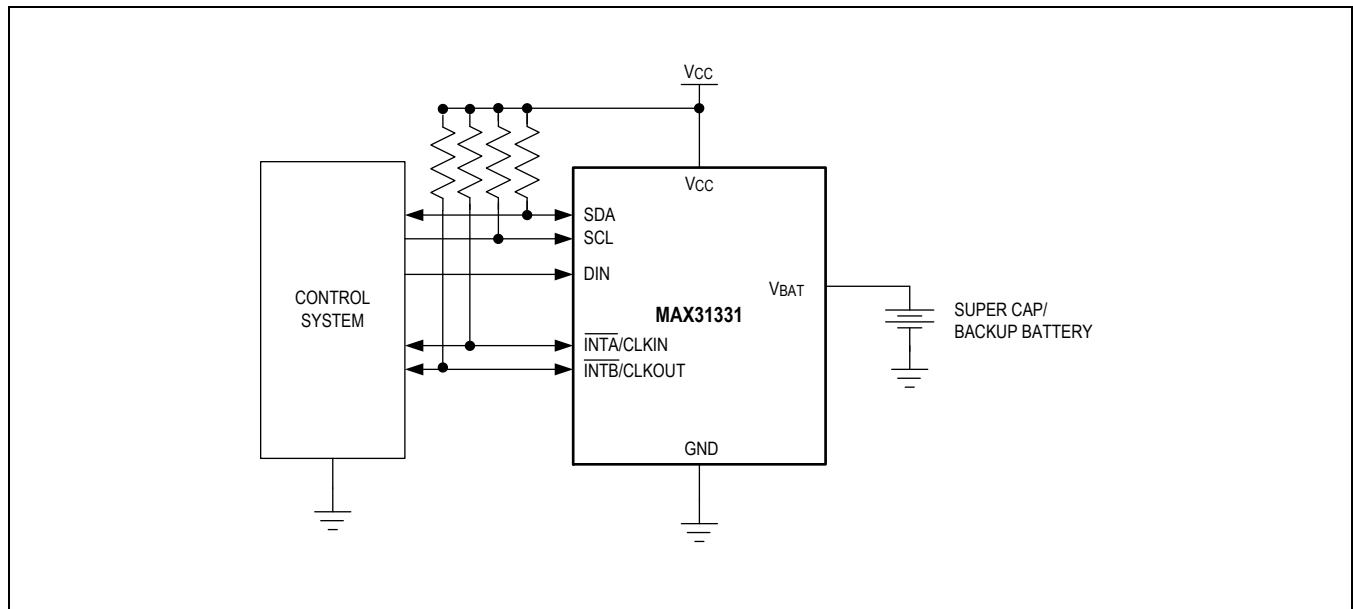 VCC
CONTROL
SYSTEM
VCC
SDA
SCL
DIN
MAX31331
VBAT
INTA/CLKIN
INTB/CLKOUT
GND
SUPER CAP/
BACKUP BATTERY